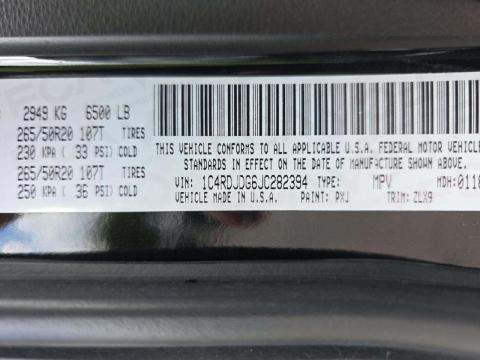 2949 KG 6500 LB
265/50R20 107T TIRES
230 KPA ( 33 PSI) COLD
265/50R20 107T TIRES
250 KPA ( 36 PSI) COLD
THIS VEHICLE CONFORMS TO ALL APPLICABLE U.S.A. FEDERAL MOTOR VEHICLE
STANDARDS IN EFFECT ON THE DATE OF MANUFACTURE SHOWN ABOVE.
VIN: 1C4RDJDG6JC282394 TYPE: MPV MDH:
VEHICLE MADE IN U.S.A. PAINT: PXJ TRIM: ZLX9